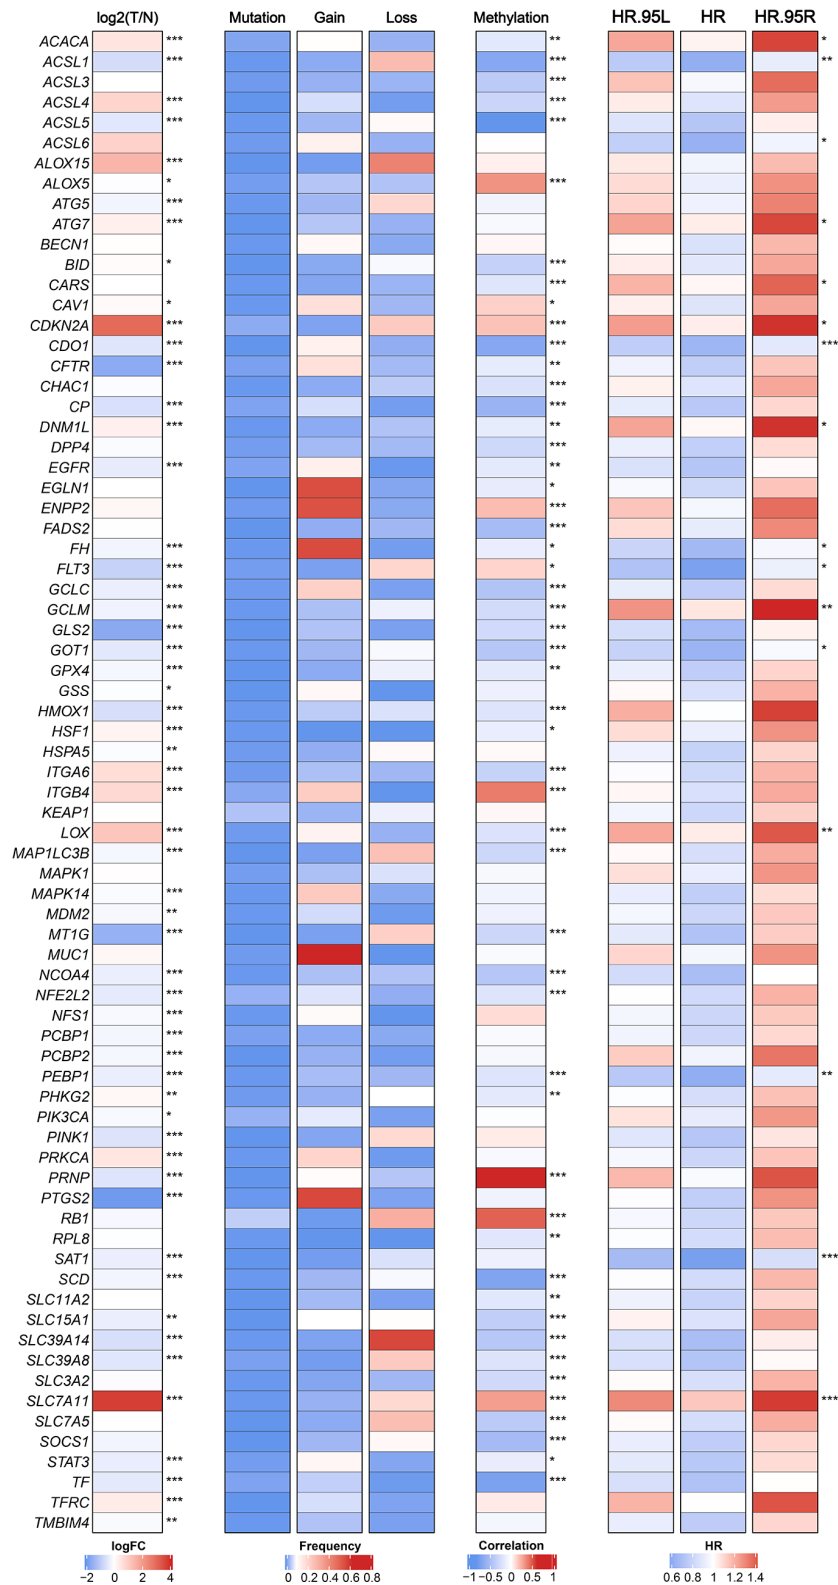 log2(T/N) Mutation Gain Loss Methylation HR.95L HR HR.95R
ACACA *** ** *
ACSL1 *** *** **
ACSL3 ***
ACSL4 *** ***
ACSL5 *** ***
ACSL6 *
ALOX15 ***
ALOX5 * ***
ATG5 ***
ATG7 *** *
BECN1
BID * ***
CARS *** *
CAV1 * *
CDKN2A *** *** *
CDO1 *** *** ***
CFTR *** **
CHAC1 ***
CP *** **
DNM1L *** ** *
DPP4 ***
EGFR *** **
EGLN1 *
ENPP2 ***
FADS2 ***
FH *** * *
FLT3 *** * *
GCLC *** ***
GCLM *** *** **
GLS2 *** ***
GOT1 *** *** *
GPX4 *** **
GSS *
HMOX1 *** ***
HSF1 *** *
HSPA5 **
ITGA6 *** ***
ITGB4 *** ***
KEAP1
LOX *** *** **
MAP1LC3B *** ***
MAPK1
MAPK14 ***
MDM2 **
MT1G *** ***
MUC1
NCOA4 *** ***
NFE2L2 *** ***
NFS1 ***
PCBP1 ***
PCBP2 ***
PEBP1 *** *** **
PHKG2 ** **
PIK3CA *
PINK1 ***
PRKCA ***
PRNP *** ***
PTGS2 ***
RB1 ***
RPL8 **
SAT1 *** ***
SCD *** ***
SLC11A2 **
SLC15A1 ** ***
SLC39A14 *** ***
SLC39A8 *** ***
SLC3A2 ***
SLC7A11 *** *** ***
SLC7A5 ***
SOCS1 ***
STAT3 *** *
TF *** ***
TFRC ***
TMBIM4 **
logFC Frequency Correlation HR
−2 0 2 4 0 0.2 0.4 0.6 0.8 −1 −0.5 0 0.5 1 0.6 0.8 1 1.2 1.4